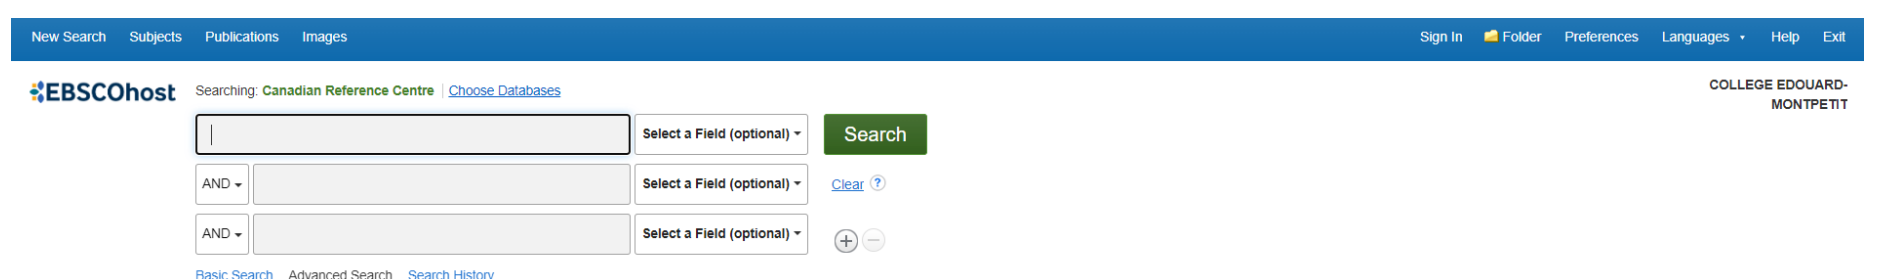 New Search Subjects Publications Images Sign In Folder Preferences Languages Help Exit
EBSCOhost Searching: Canadian Reference Centre Choose Databases
COLLEGE EDOUARD-
MONTPETIT
Select a Field (optional) Search
AND Select a Field (optional) Clear ?
AND Select a Field (optional)
Basic Search Advanced Search Search History